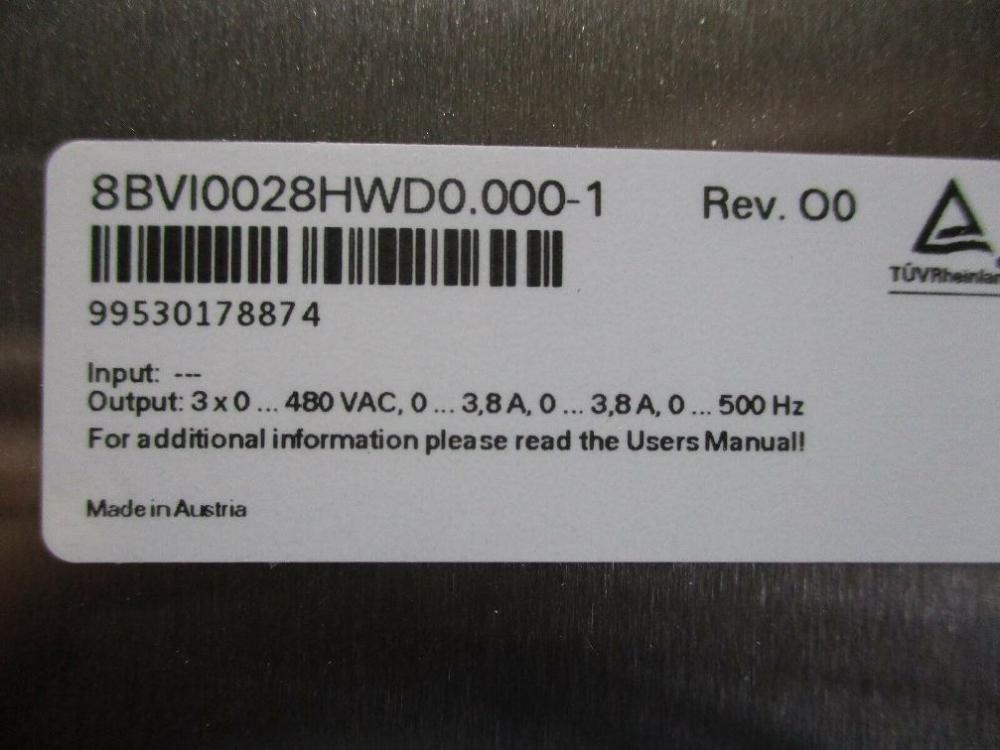 8BVI0028HWD0.000-1 Rev. O0
99530178874
Input: ---
Output: 3 x 0 ... 480 VAC, 0 ... 3,8 A, 0 ... 3,8 A, 0 ... 500 Hz
For additional information please read the Users Manual!
Made in Austria